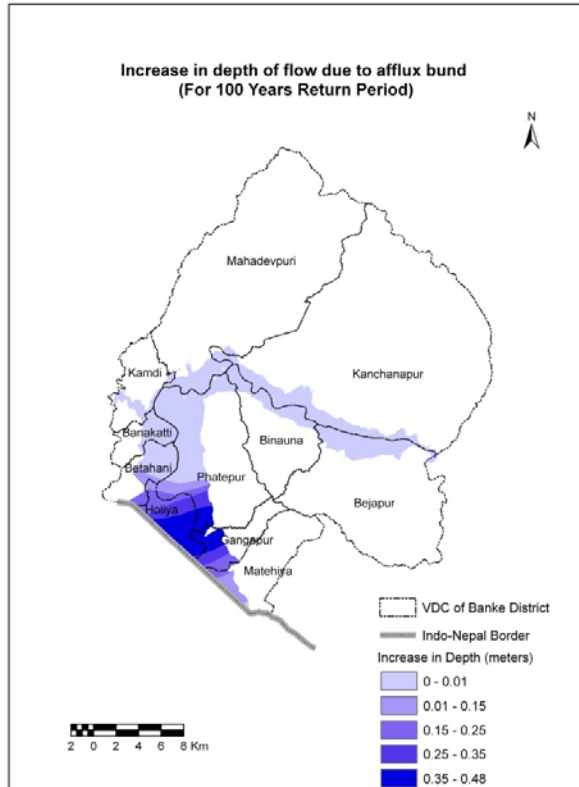 Increase in depth of flow due to afflux bund
(For 100 Years Return Period)
N
Mahadevpuri
Kamdi
Kanchanapur
Banakatti
Binauna
Betahani
Phatepur
Bejapur
Holiya
Gangapur
Matehira
VDC of Banke District
Indo-Nepal Border
Increase in Depth (meters)
0 - 0.01
0.01 - 0.15
0.15 - 0.25
0.25 - 0.35
0.35 - 0.48
2 0 2 4 6 8 Km